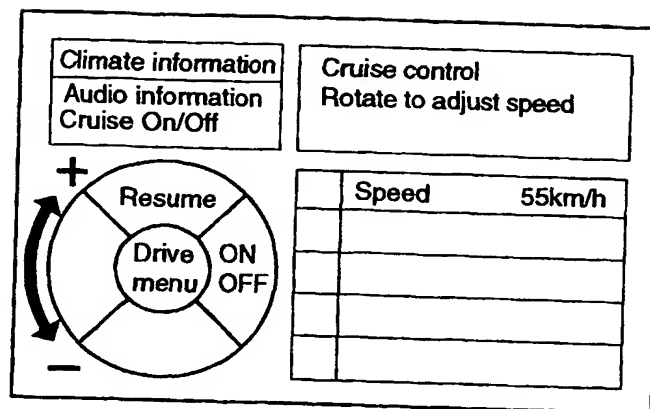 Climate information
Audio information
Cruise On/Off
Cruise control
Rotate to adjust speed
+
Resume
Drive
menu
ON
OFF
−
Speed 55km/h